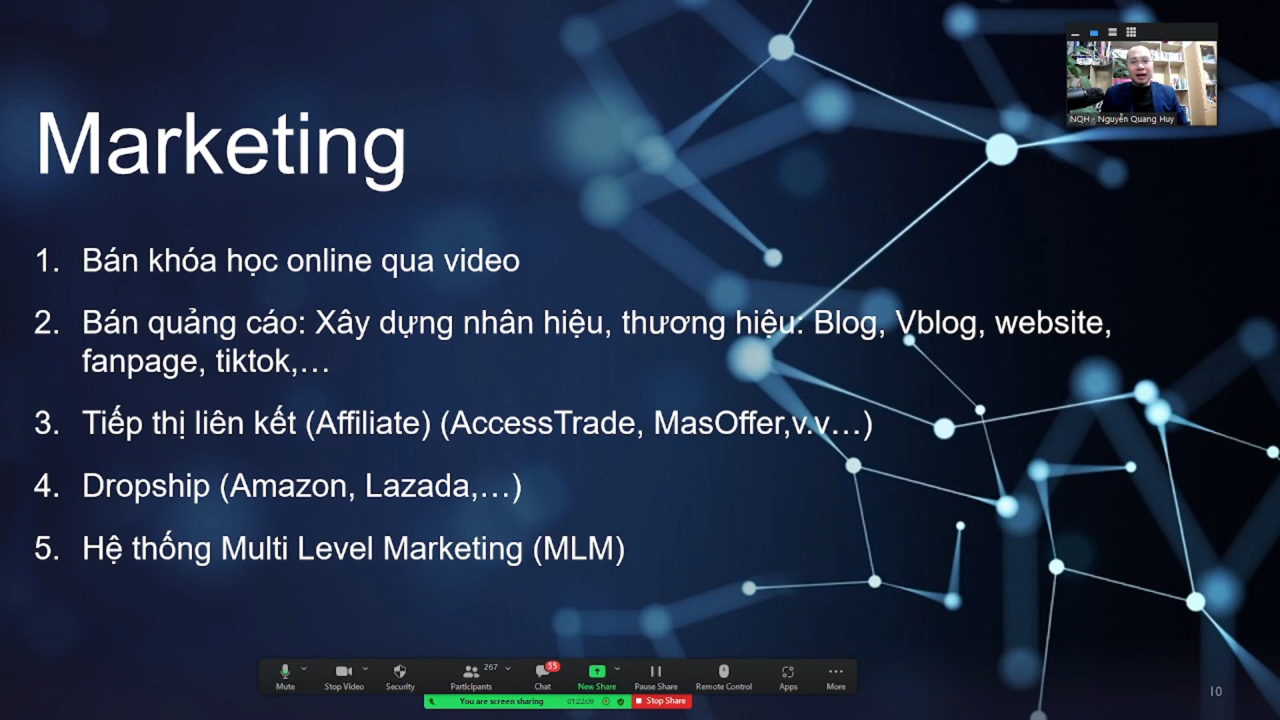 NQH - Nguyễn Quang Huy
Marketing
1. Bán khóa học online qua video
2. Bán quảng cáo: Xây dựng nhân hiệu, thương hiệu: Blog, Vblog, website,
fanpage, tiktok,…
3. Tiếp thị liên kết (Affiliate) (AccessTrade, MasOffer,v.v…)
4. Dropship (Amazon, Lazada,…)
5. Hệ thống Multi Level Marketing (MLM)
267 55
Mute Stop Video Security Participants Chat New Share Pause Share Remote Control Apps More
You are screen sharing 01:22:09 Stop Share
10